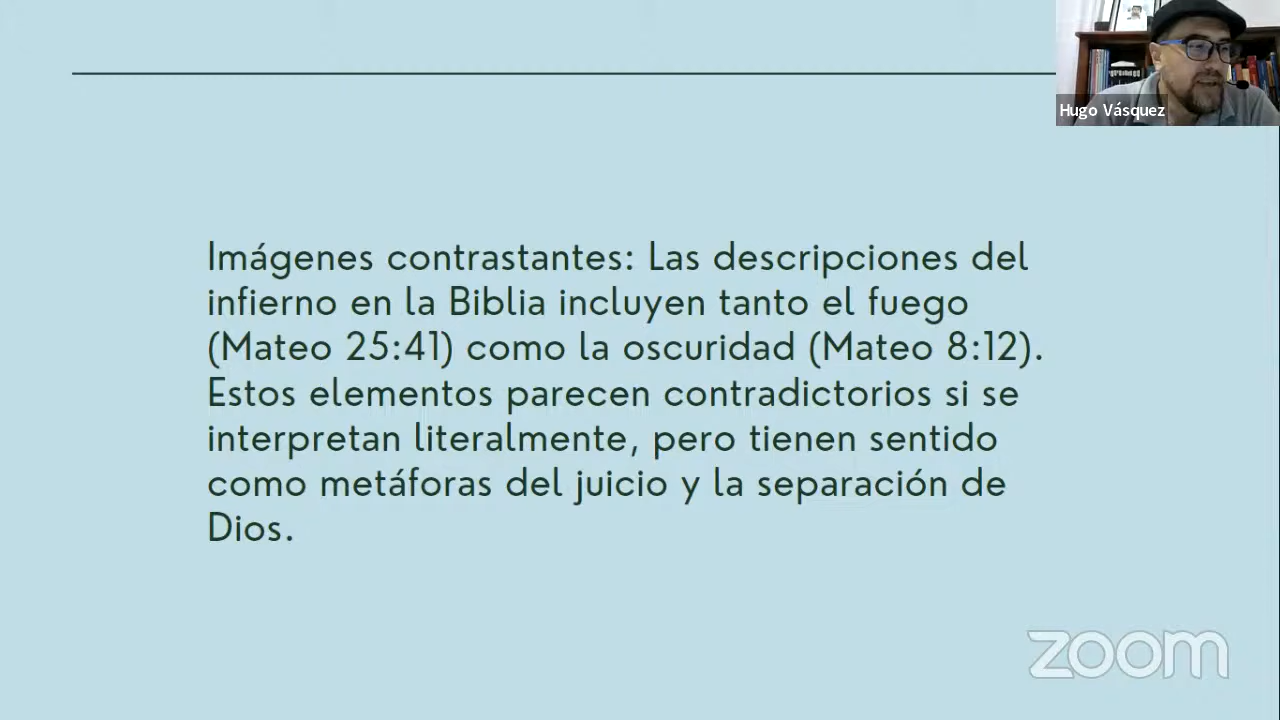 Hugo Vásquez
Imágenes contrastantes: Las descripciones del
infierno en la Biblia incluyen tanto el fuego
(Mateo 25:41) como la oscuridad (Mateo 8:12).
Estos elementos parecen contradictorios si se
interpretan literalmente, pero tienen sentido
como metáforas del juicio y la separación de
Dios.
zoom